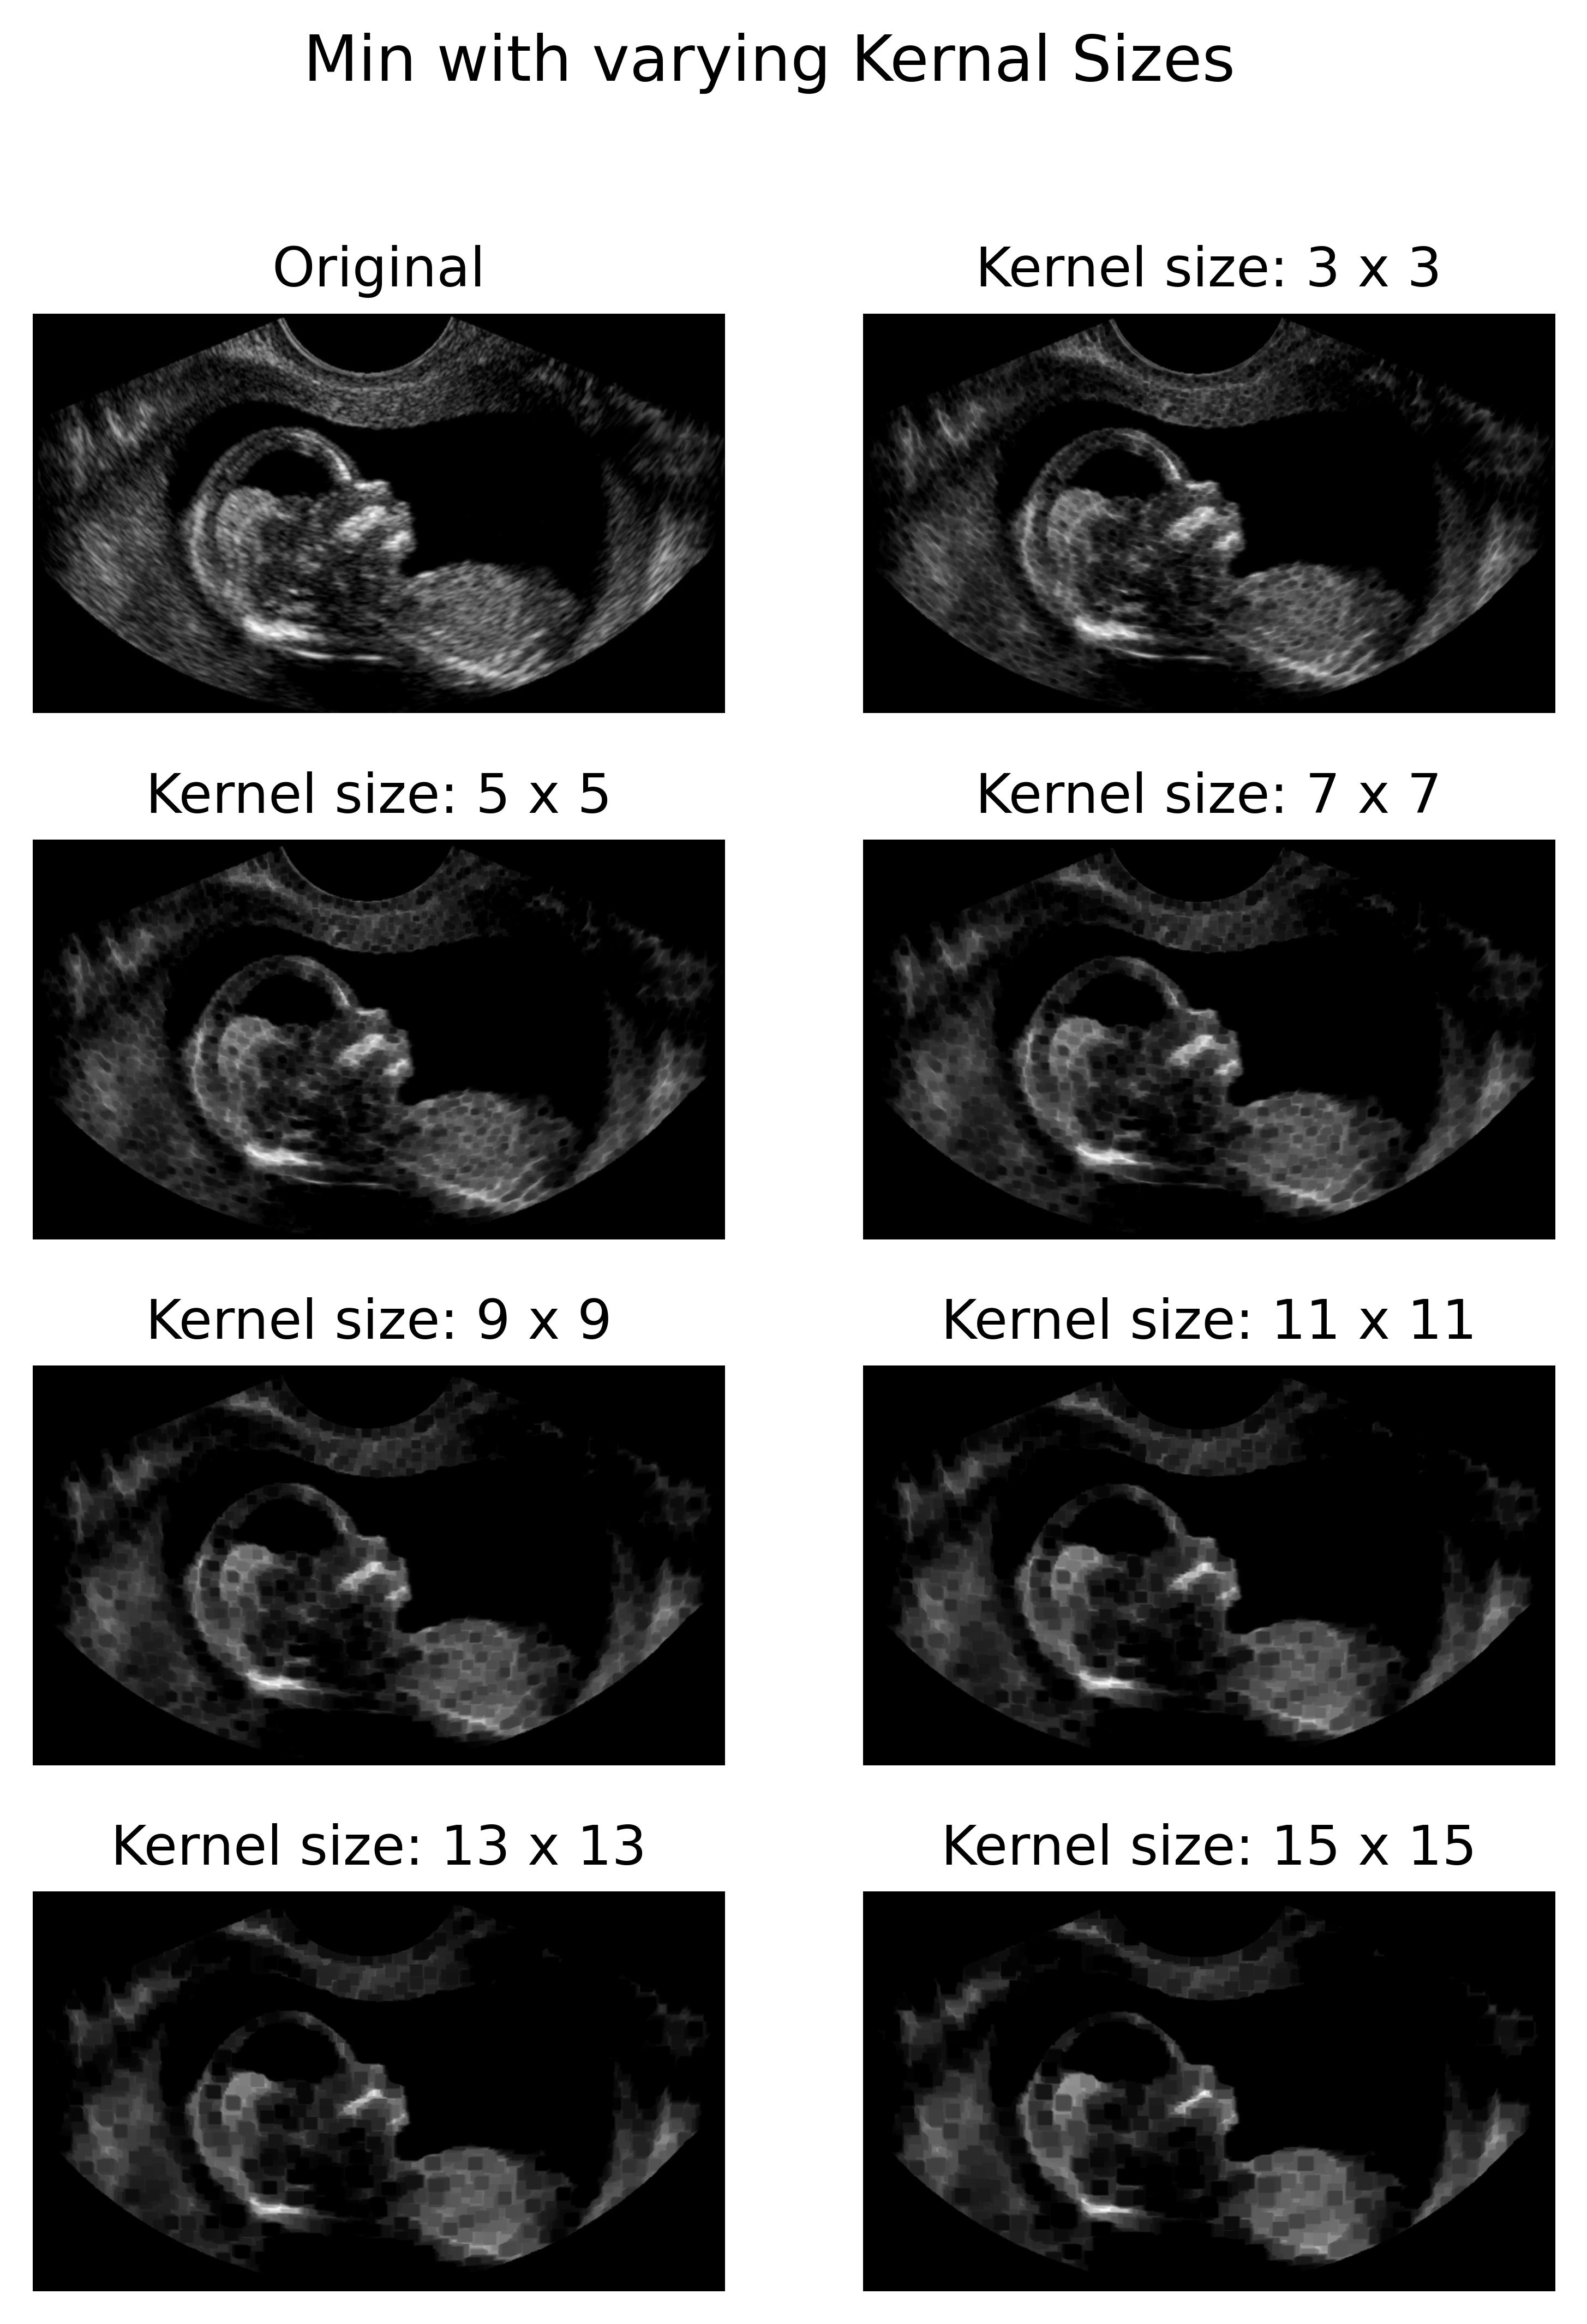 Min with varying Kernal Sizes
Original
Kernel size: 3 x 3
Kernel size: 5 x 5
Kernel size: 7 x 7
Kernel size: 9 x 9
Kernel size: 11 x 11
Kernel size: 13 x 13
Kernel size: 15 x 15